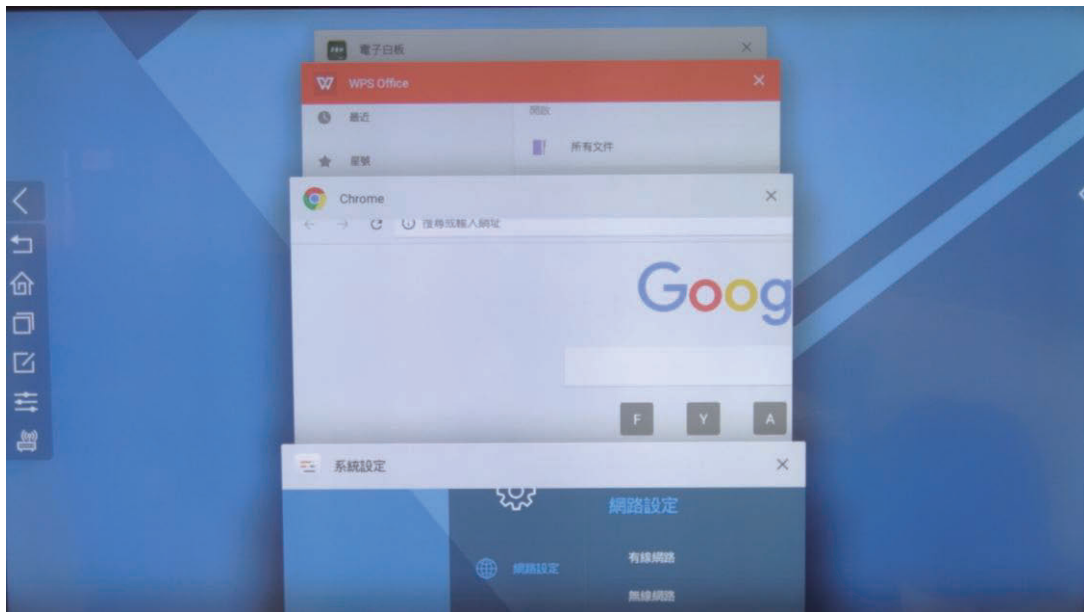 電子白板
WPS Office
最近
開啟
所有文件
星號
Chrome
搜尋或輸入網址
Goog
F Y A
系統設定
網路設定
有線網路
網路設定
無線網路